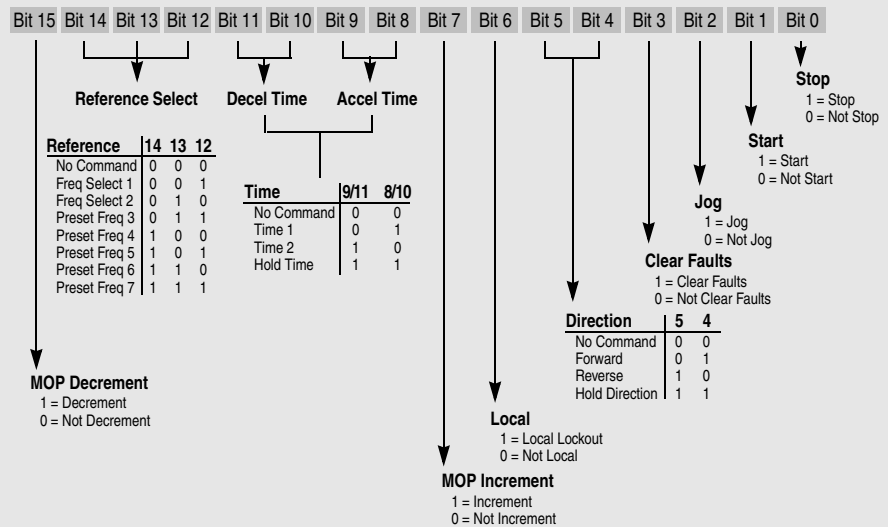 Bit 15 Bit 14 Bit 13 Bit 12 Bit 11 Bit 10 Bit 9 Bit 8 Bit 7 Bit 6 Bit 5 Bit 4 Bit 3 Bit 2 Bit 1 Bit 0
Reference Select
Reference 14 13 12
No Command 0 0 0
Freq Select 1 0 0 1
Freq Select 2 0 1 0
Preset Freq 3 0 1 1
Preset Freq 4 1 0 0
Preset Freq 5 1 0 1
Preset Freq 6 1 1 0
Preset Freq 7 1 1 1
Decel Time Accel Time
Time 9/11 8/10
No Command 0 0
Time 1 0 1
Time 2 1 0
Hold Time 1 1
Stop
1 = Stop
0 = Not Stop
Start
1 = Start
0 = Not Start
Jog
1 = Jog
0 = Not Jog
Clear Faults
1 = Clear Faults
0 = Not Clear Faults
Direction 5 4
No Command 0 0
Forward 0 1
Reverse 1 0
Hold Direction 1 1
MOP Decrement
1 = Decrement
0 = Not Decrement
Local
1 = Local Lockout
0 = Not Local
MOP Increment
1 = Increment
0 = Not Increment